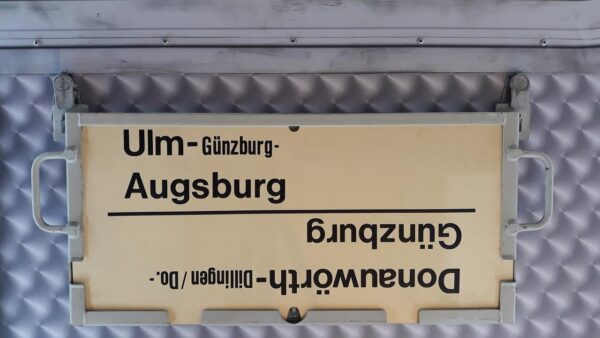 Ulm-Günzburg-
Augsburg
Donauwörth-Dillingen / Do.-
Günzburg